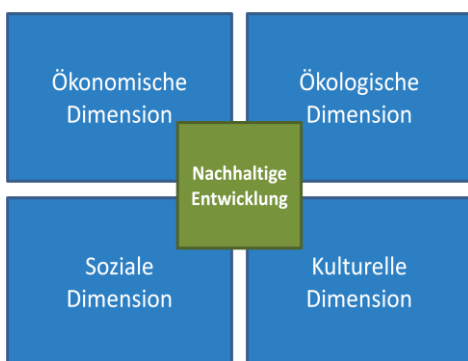 Ökonomische
Dimension
Ökologische
Dimension
Nachhaltige
Entwicklung
Soziale
Dimension
Kulturelle
Dimension